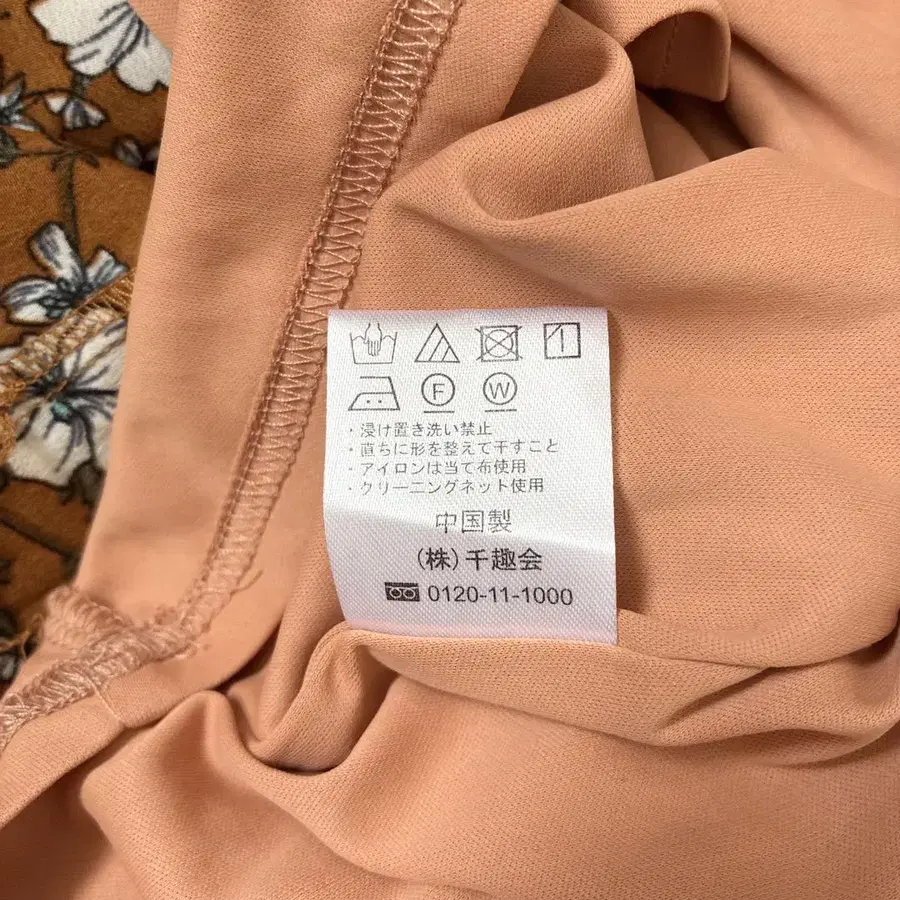 F W
・浸け置き洗い禁止
・直ちに形を整えて干すこと
・アイロンは当て布使用
・クリーニングネット使用
中国製
(株)千趣会
0120-11-1000